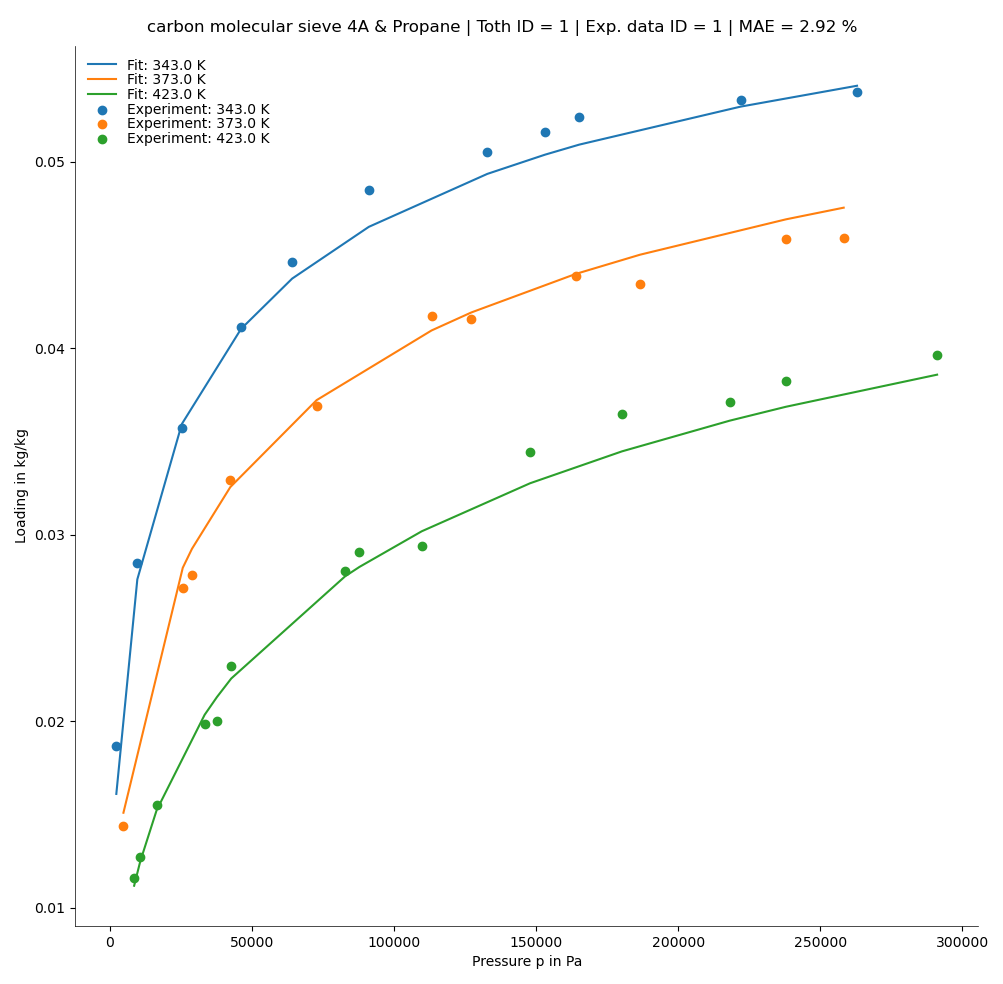 carbon molecular sieve 4A & Propane | Toth ID = 1 | Exp. data ID = 1 | MAE = 2.92 %
Fit: 343.0 K
Fit: 373.0 K
Fit: 423.0 K
Experiment: 343.0 K
Experiment: 373.0 K
Experiment: 423.0 K
0.05
0.04
0.03
0.02
0.01
Loading in kg/kg
0
50000
100000
150000
200000
250000
300000
Pressure p in Pa